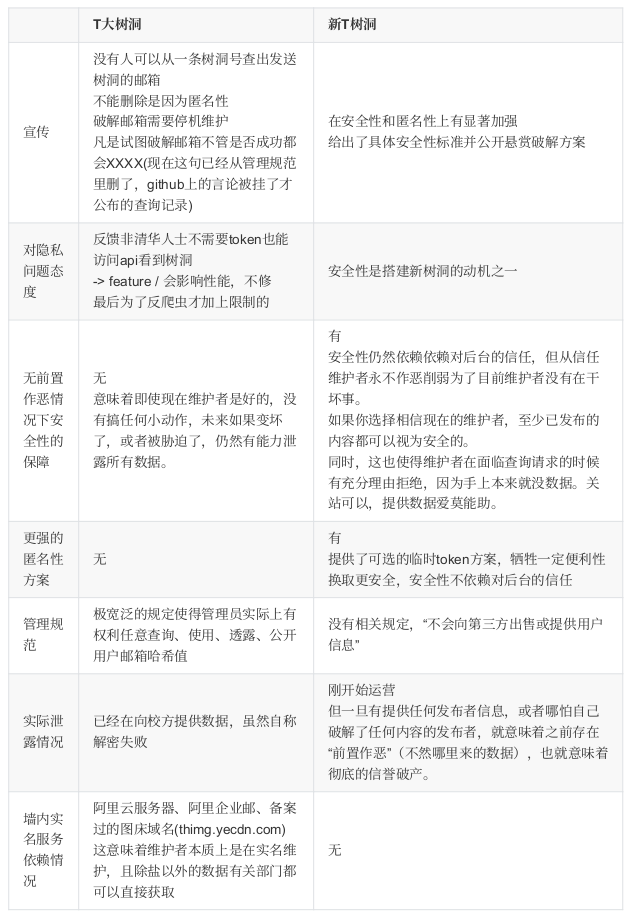 T大树洞
新T树洞
宣传
没有人可以从一条树洞号查出发送
树洞的邮箱
不能删除是因为匿名性
破解邮箱需要停机维护
凡是试图破解邮箱不管是否成功都
会XXXX(现在这句已经从管理规范
里删了，github上的言论被挂了才
公布的查询记录)
在安全性和匿名性上有显著加强
给出了具体安全性标准并公开悬赏破解方案
对隐私
问题态
度
反馈非清华人士不需要token也能
访问api看到树洞
-> feature / 会影响性能，不修
最后为了反爬虫才加上限制的
安全性是搭建新树洞的动机之一
无前置
作恶情
况下安
全性的
保障
无
意味着即使现在维护者是好的，没
有搞任何小动作，未来如果变坏
了，或者被胁迫了，仍然有能力泄
露所有数据。
有
安全性仍然依赖依赖对后台的信任，但从信任
维护者永不作恶削弱为了目前维护者没有在干
坏事。
如果你选择相信现在的维护者，至少已发布的
内容都可以视为安全的。
同时，这也使得维护者在面临查询请求的时候
有充分理由拒绝，因为手上本来就没数据。关
站可以，提供数据爱莫能助。
更强的
匿名性
方案
无
有
提供了可选的临时token方案，牺牲一定便利性
换取更安全，安全性不依赖对后台的信任
管理规
范
极宽泛的规定使得管理员实际上有
权利任意查询、使用、透露、公开
用户邮箱哈希值
没有相关规定，“不会向第三方出售或提供用户
信息”
实际泄
露情况
已经在向校方提供数据，虽然自称
解密失败
刚开始运营
但一旦有提供任何发布者信息，或者哪怕自己
破解了任何内容的发布者，就意味着之前存在
“前置作恶”（不然哪里来的数据），也就意味着
彻底的信誉破产。
墙内实
名服务
依赖情
况
阿里云服务器、阿里企业邮、备案
过的图床域名(thimg.yecdn.com)
这意味着维护者本质上是在实名维
护，且除盐以外的数据有关部门都
可以直接获取
无